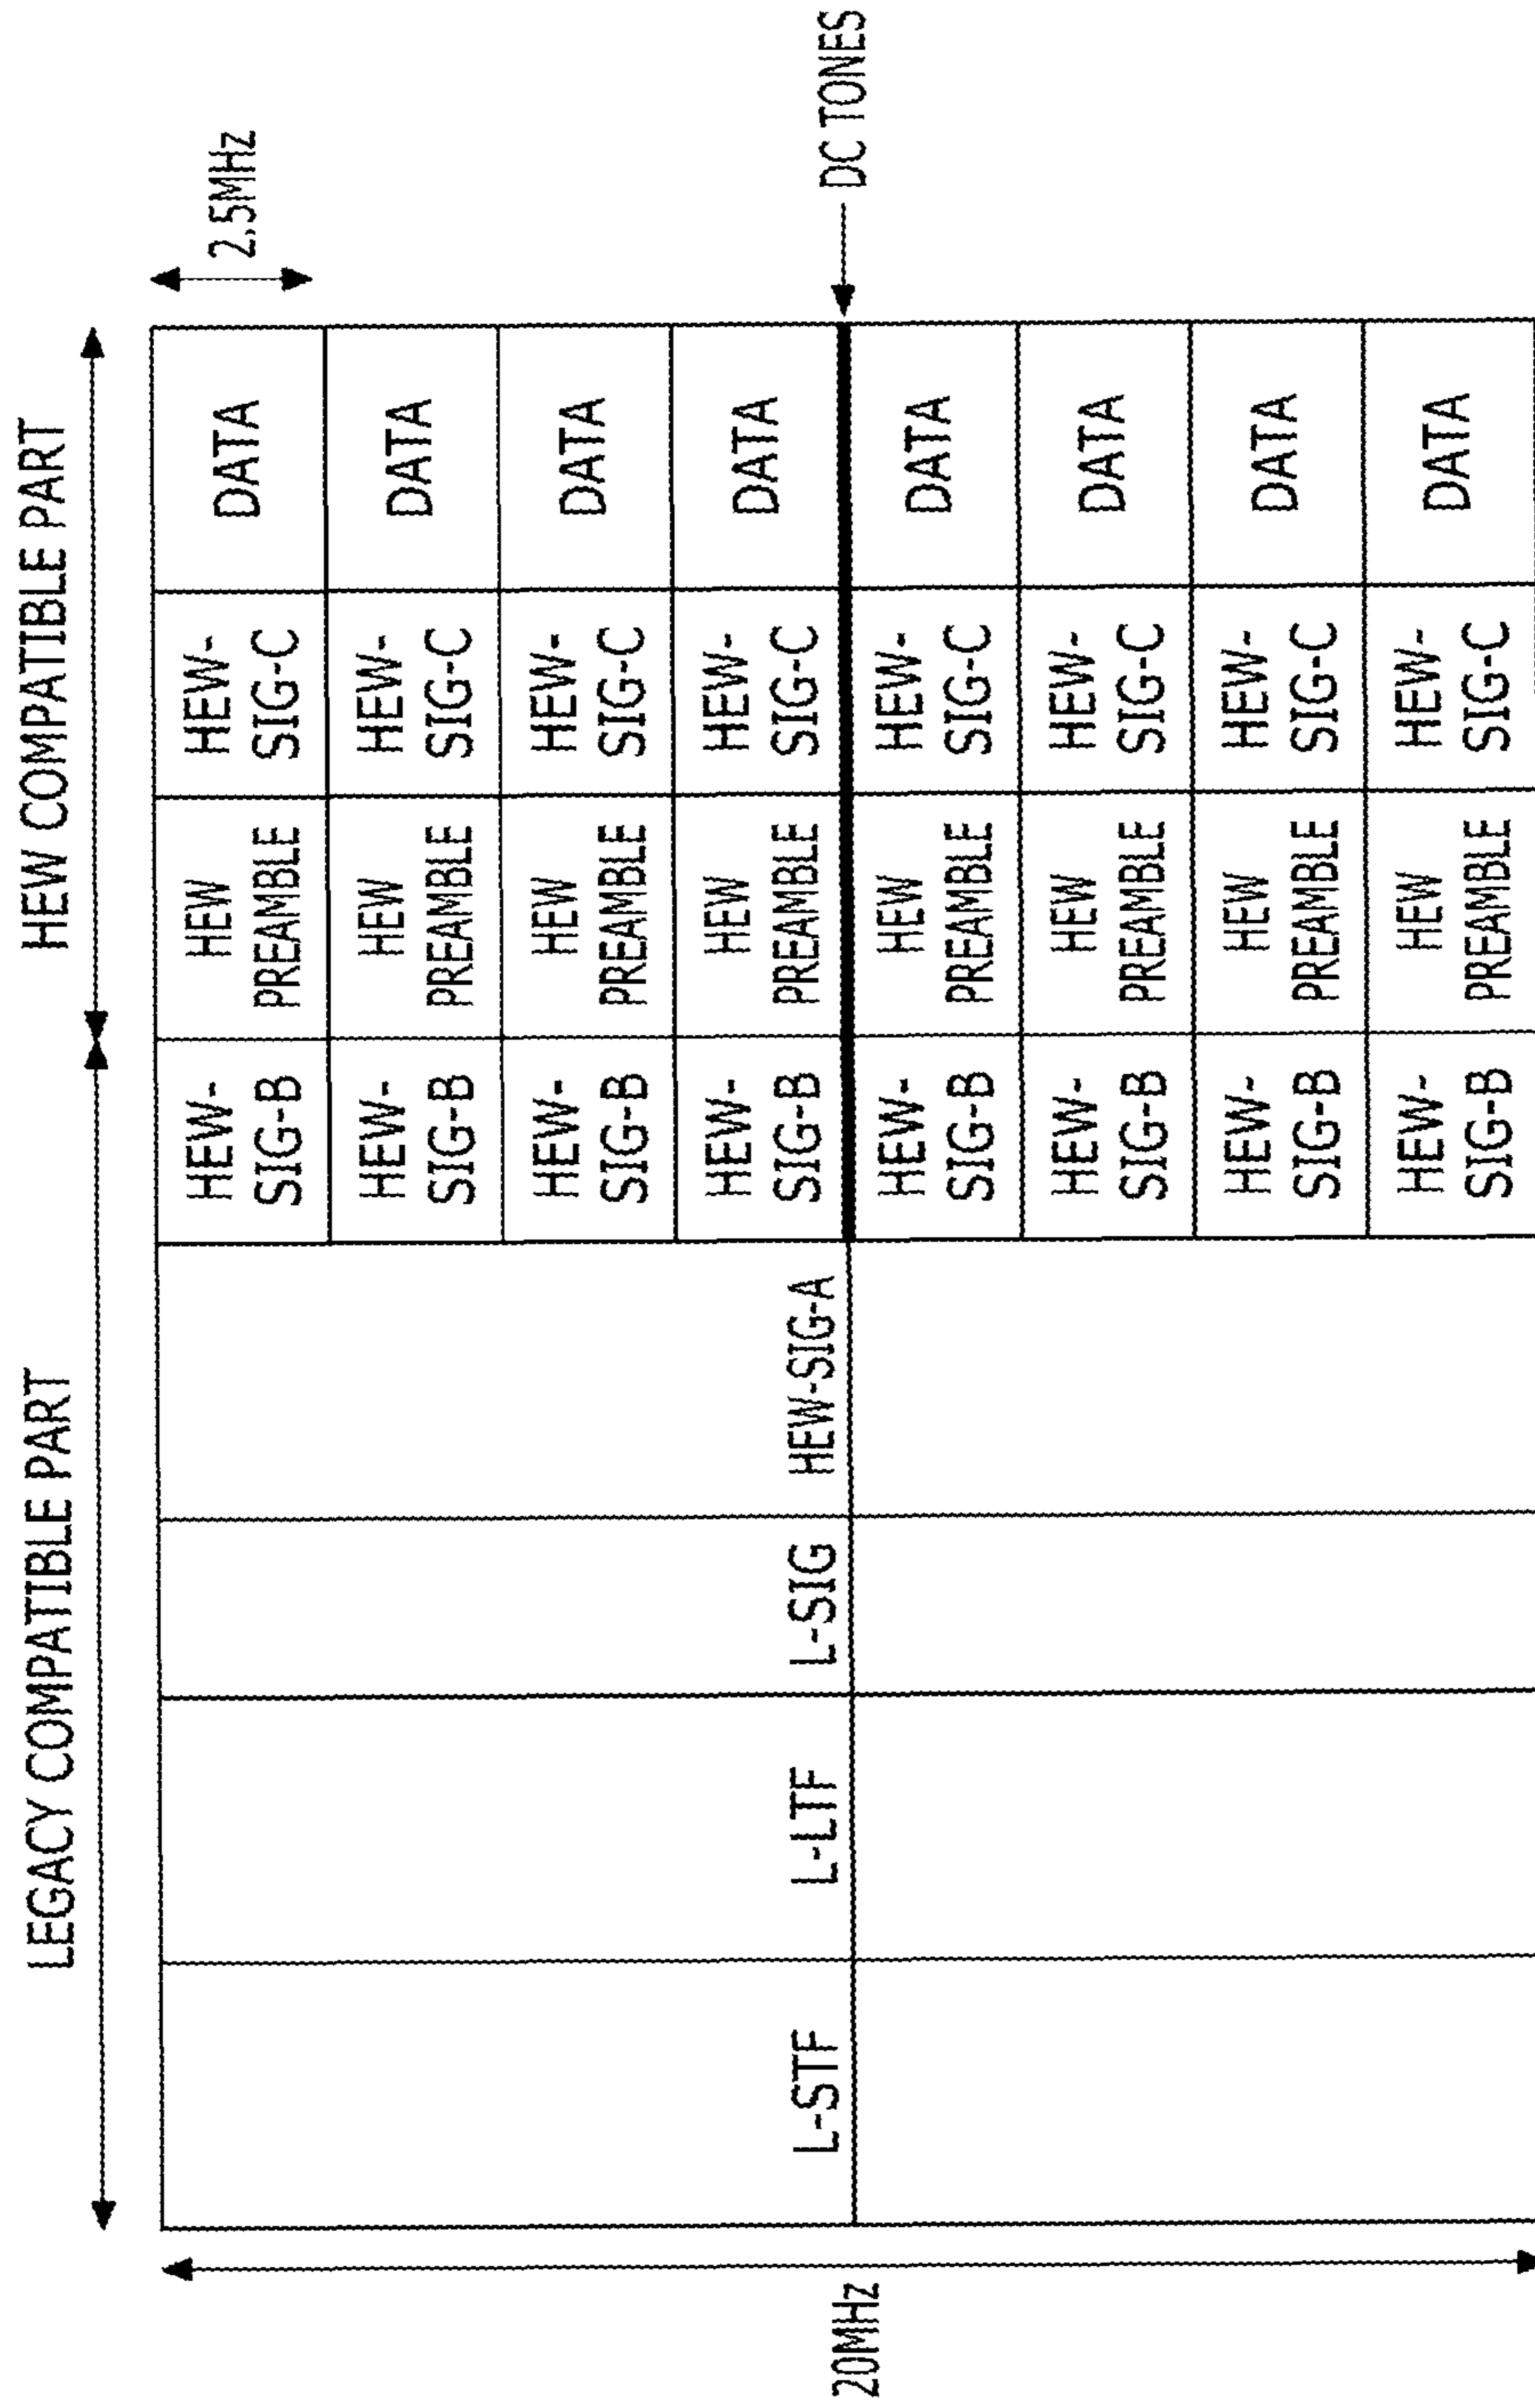 LEGACY COMPATIBLE PART
HEW COMPATIBLE PART
HEW-
SIG-B
HEW
PREAMBLE
HEW-
SIG-C
DATA
2.5MHz
HEW-
SIG-B
HEW
PREAMBLE
HEW-
SIG-C
DATA
HEW-
SIG-B
HEW
PREAMBLE
HEW-
SIG-C
DATA
20MHz
L-STF
L-LTF
L-SIG
HEW-SIG-A
HEW-
SIG-B
HEW
PREAMBLE
HEW-
SIG-C
DATA
DC TONES
HEW-
SIG-B
HEW
PREAMBLE
HEW-
SIG-C
DATA
HEW-
SIG-B
HEW
PREAMBLE
HEW-
SIG-C
DATA
HEW-
SIG-B
HEW
PREAMBLE
HEW-
SIG-C
DATA
HEW-
SIG-B
HEW
PREAMBLE
HEW-
SIG-C
DATA